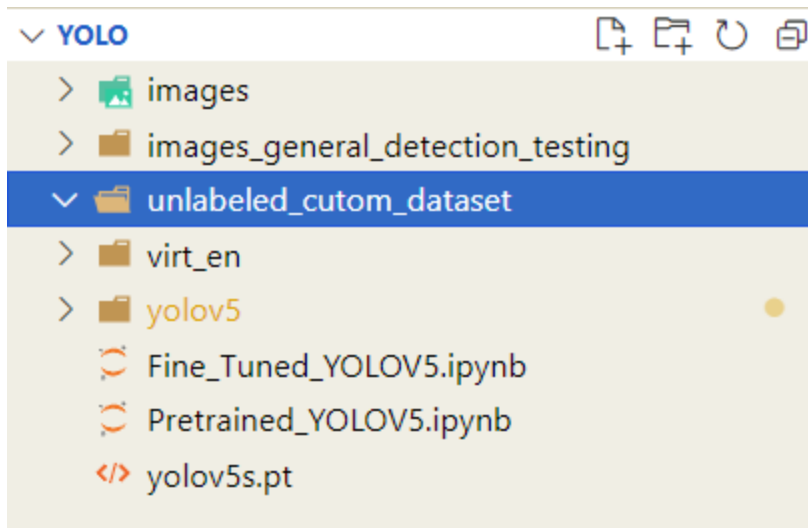 YOLO
images
images_general_detection_testing
unlabeled_cutom_dataset
virt_en
yolov5
Fine_Tuned_YOLOV5.ipynb
Pretrained_YOLOV5.ipynb
yolov5s.pt